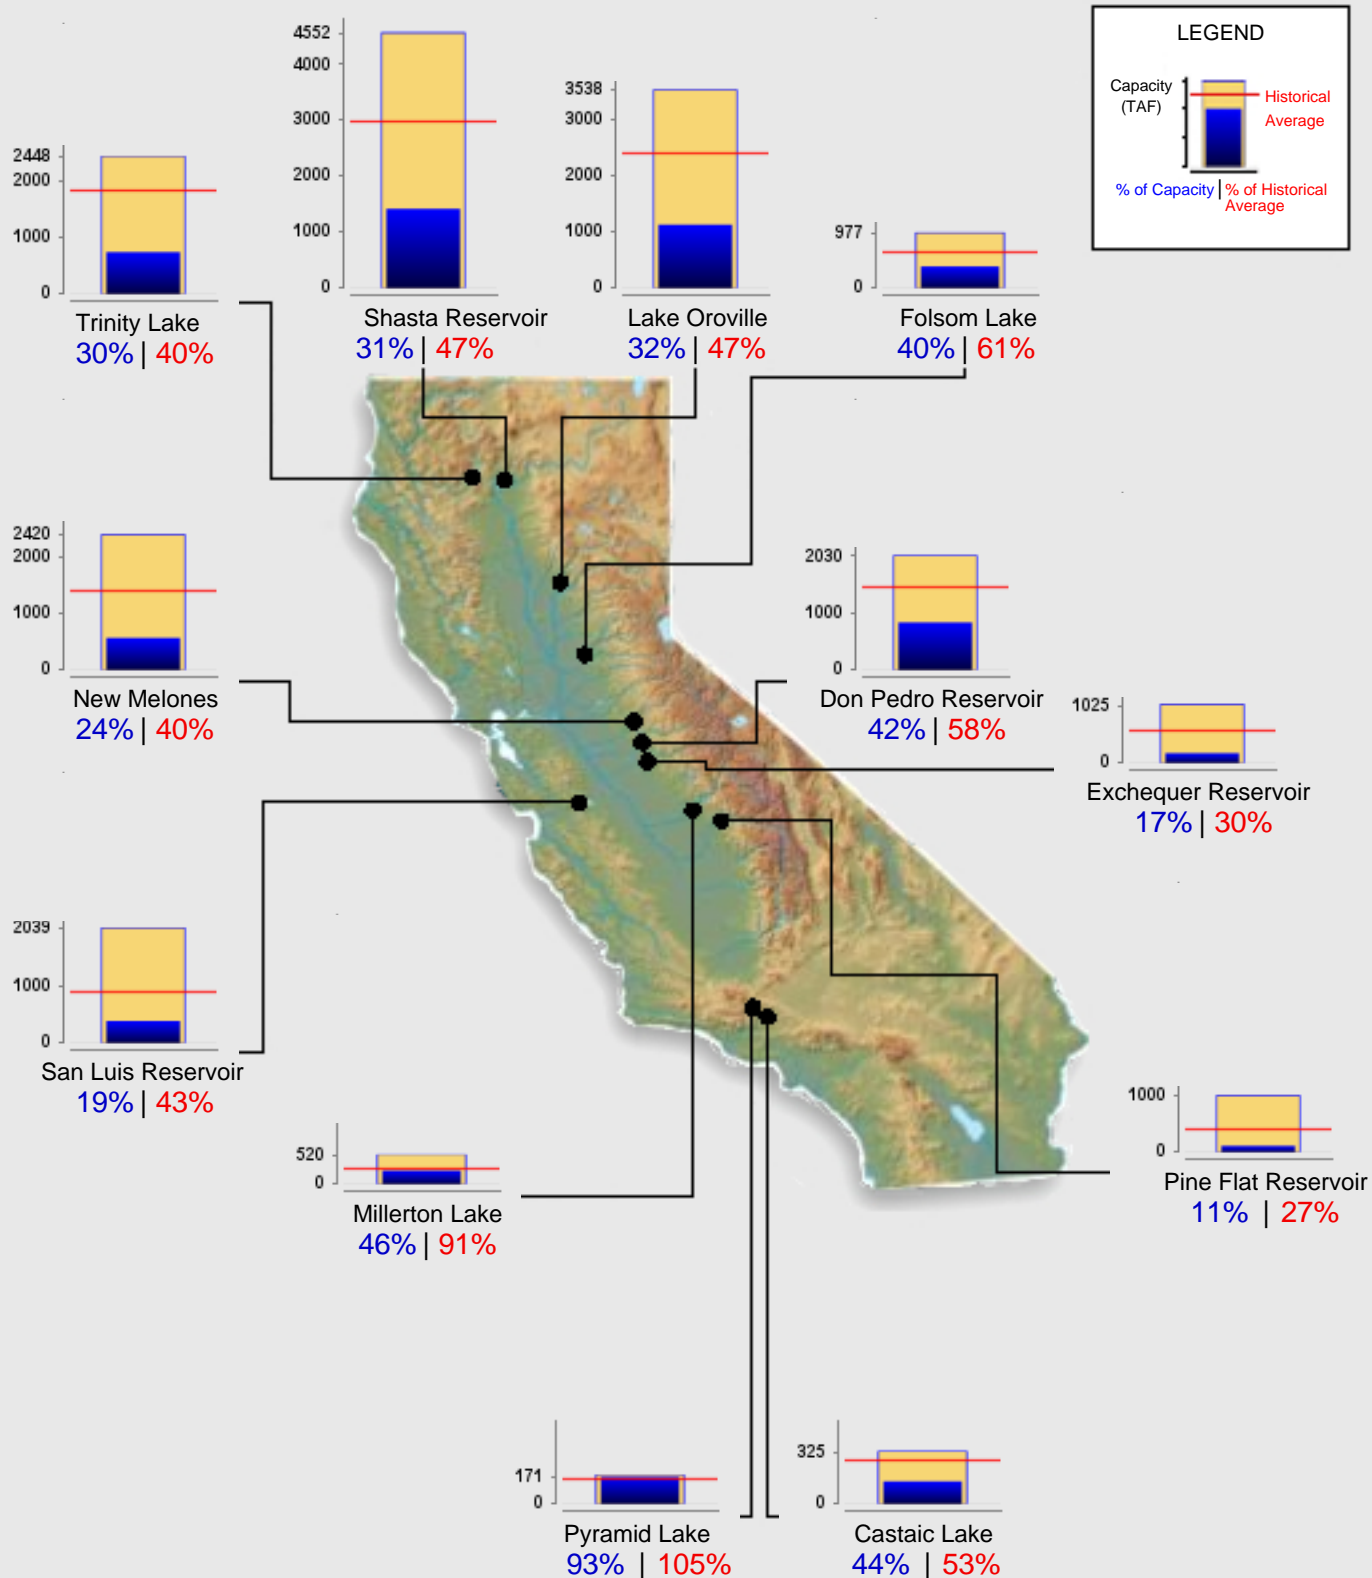 LEGEND
Capacity
(TAF)
Historical
Average
% of Capacity | % of Historical
Average
4552
4000
3000
2000
1000
0
Shasta Reservoir
31% | 47%
3538
3000
2000
1000
0
Lake Oroville
32% | 47%
2448
2000
1000
0
Trinity Lake
30% | 40%
977
0
Folsom Lake
40% | 61%
2420
2000
1000
0
New Melones
24% | 40%
2030
1000
0
Don Pedro Reservoir
42% | 58%
1025
0
Exchequer Reservoir
17% | 30%
2039
1000
0
San Luis Reservoir
19% | 43%
520
0
Millerton Lake
46% | 91%
1000
0
Pine Flat Reservoir
11% | 27%
171
0
Pyramid Lake
93% | 105%
325
0
Castaic Lake
44% | 53%